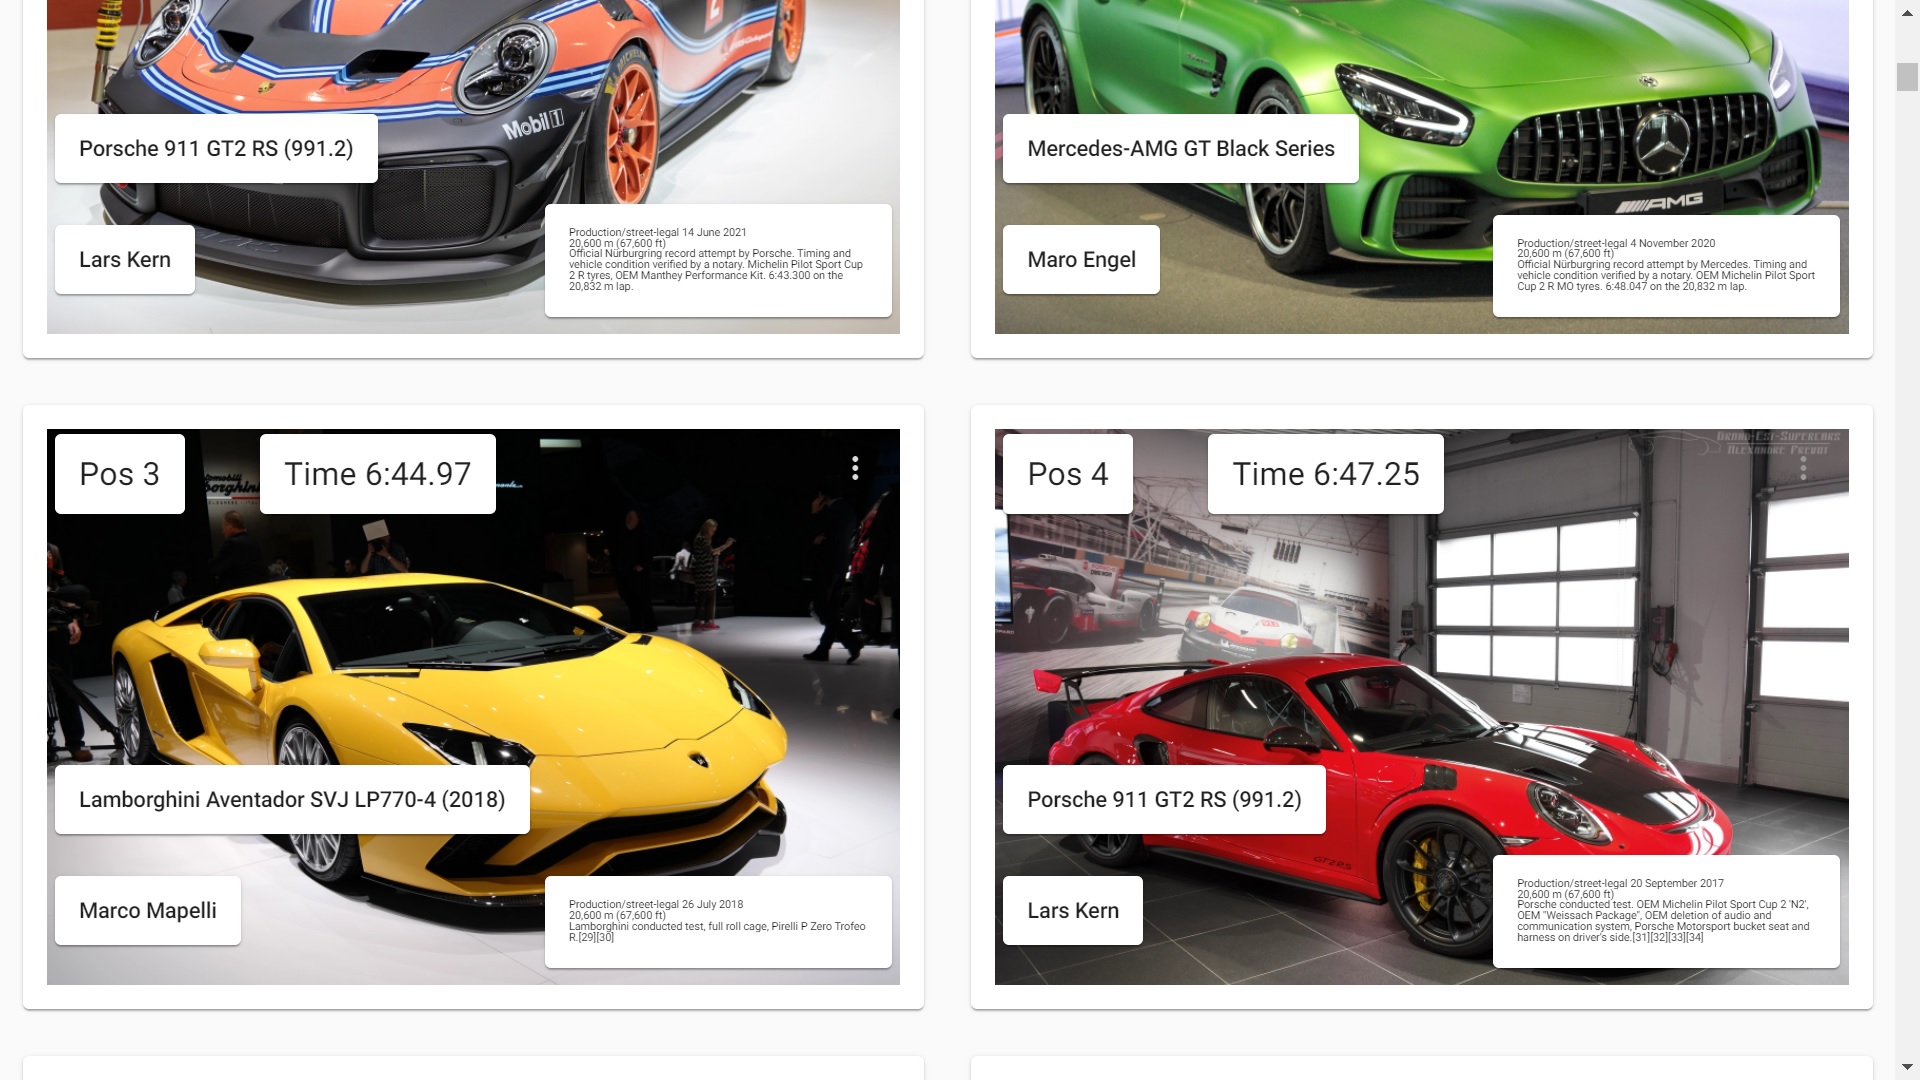 Mobil 1
Porsche 911 GT2 RS (991.2)
Lars Kern
Production/street-legal 14 June 2021
20,600 m (67,600 ft)
Official Nürburgring record attempt by Porsche. Timing and
vehicle condition verified by a notary. Michelin Pilot Sport Cup
2 R tyres, OEM Manthey Performance Kit. 6:43.300 on the
20,832 m lap.
Mercedes-AMG GT Black Series
AMG
Maro Engel
Production/street-legal 4 November 2020
20,600 m (67,600 ft)
Official Nürburgring record attempt by Mercedes. Timing and
vehicle condition verified by a notary. OEM Michelin Pilot Sport
Cup 2 R MO tyres. 6:48.047 on the 20,832 m lap.
Pos 3
Time 6:44.97
Lamborghini Aventador SVJ LP770-4 (2018)
Marco Mapelli
Production/street-legal 26 July 2018
20,600 m (67,600 ft)
Lamborghini conducted test, full roll cage, Pirelli P Zero Trofeo
R.[29][30]
Grand-Est-Supercars
Alexandre Prevot
Pos 4
Time 6:47.25
Porsche 911 GT2 RS (991.2)
GT2RS
Lars Kern
Production/street-legal 20 September 2017
20,600 m (67,600 ft)
Porsche conducted test. OEM Michelin Pilot Sport Cup 2 'N2',
OEM "Weissach Package", OEM deletion of audio and
communication system, Porsche Motorsport bucket seat and
harness on driver's side.[31][32][33][34]